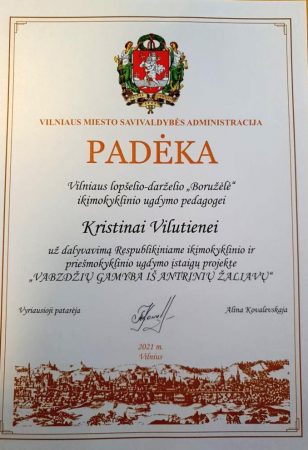 VILNIAUS MIESTO SAVIVALDYBĖS ADMINISTRACIJA
PADĖKA
Vilniaus lopšelio-darželio „Boružėlė“
ikimokyklinio ugdymo pedagogei
Kristinai Vilutienei
už dalyvavimą Respublikiniame ikimokyklinio ir
priešmokyklinio ugdymo įstaigų projekte
„VABZDŽIŲ GAMYBA IŠ ANTRINIŲ ŽALIAVŲ“
Vyriausioji patarėja Alina Kovalevskaja
2021 m.
Vilnius